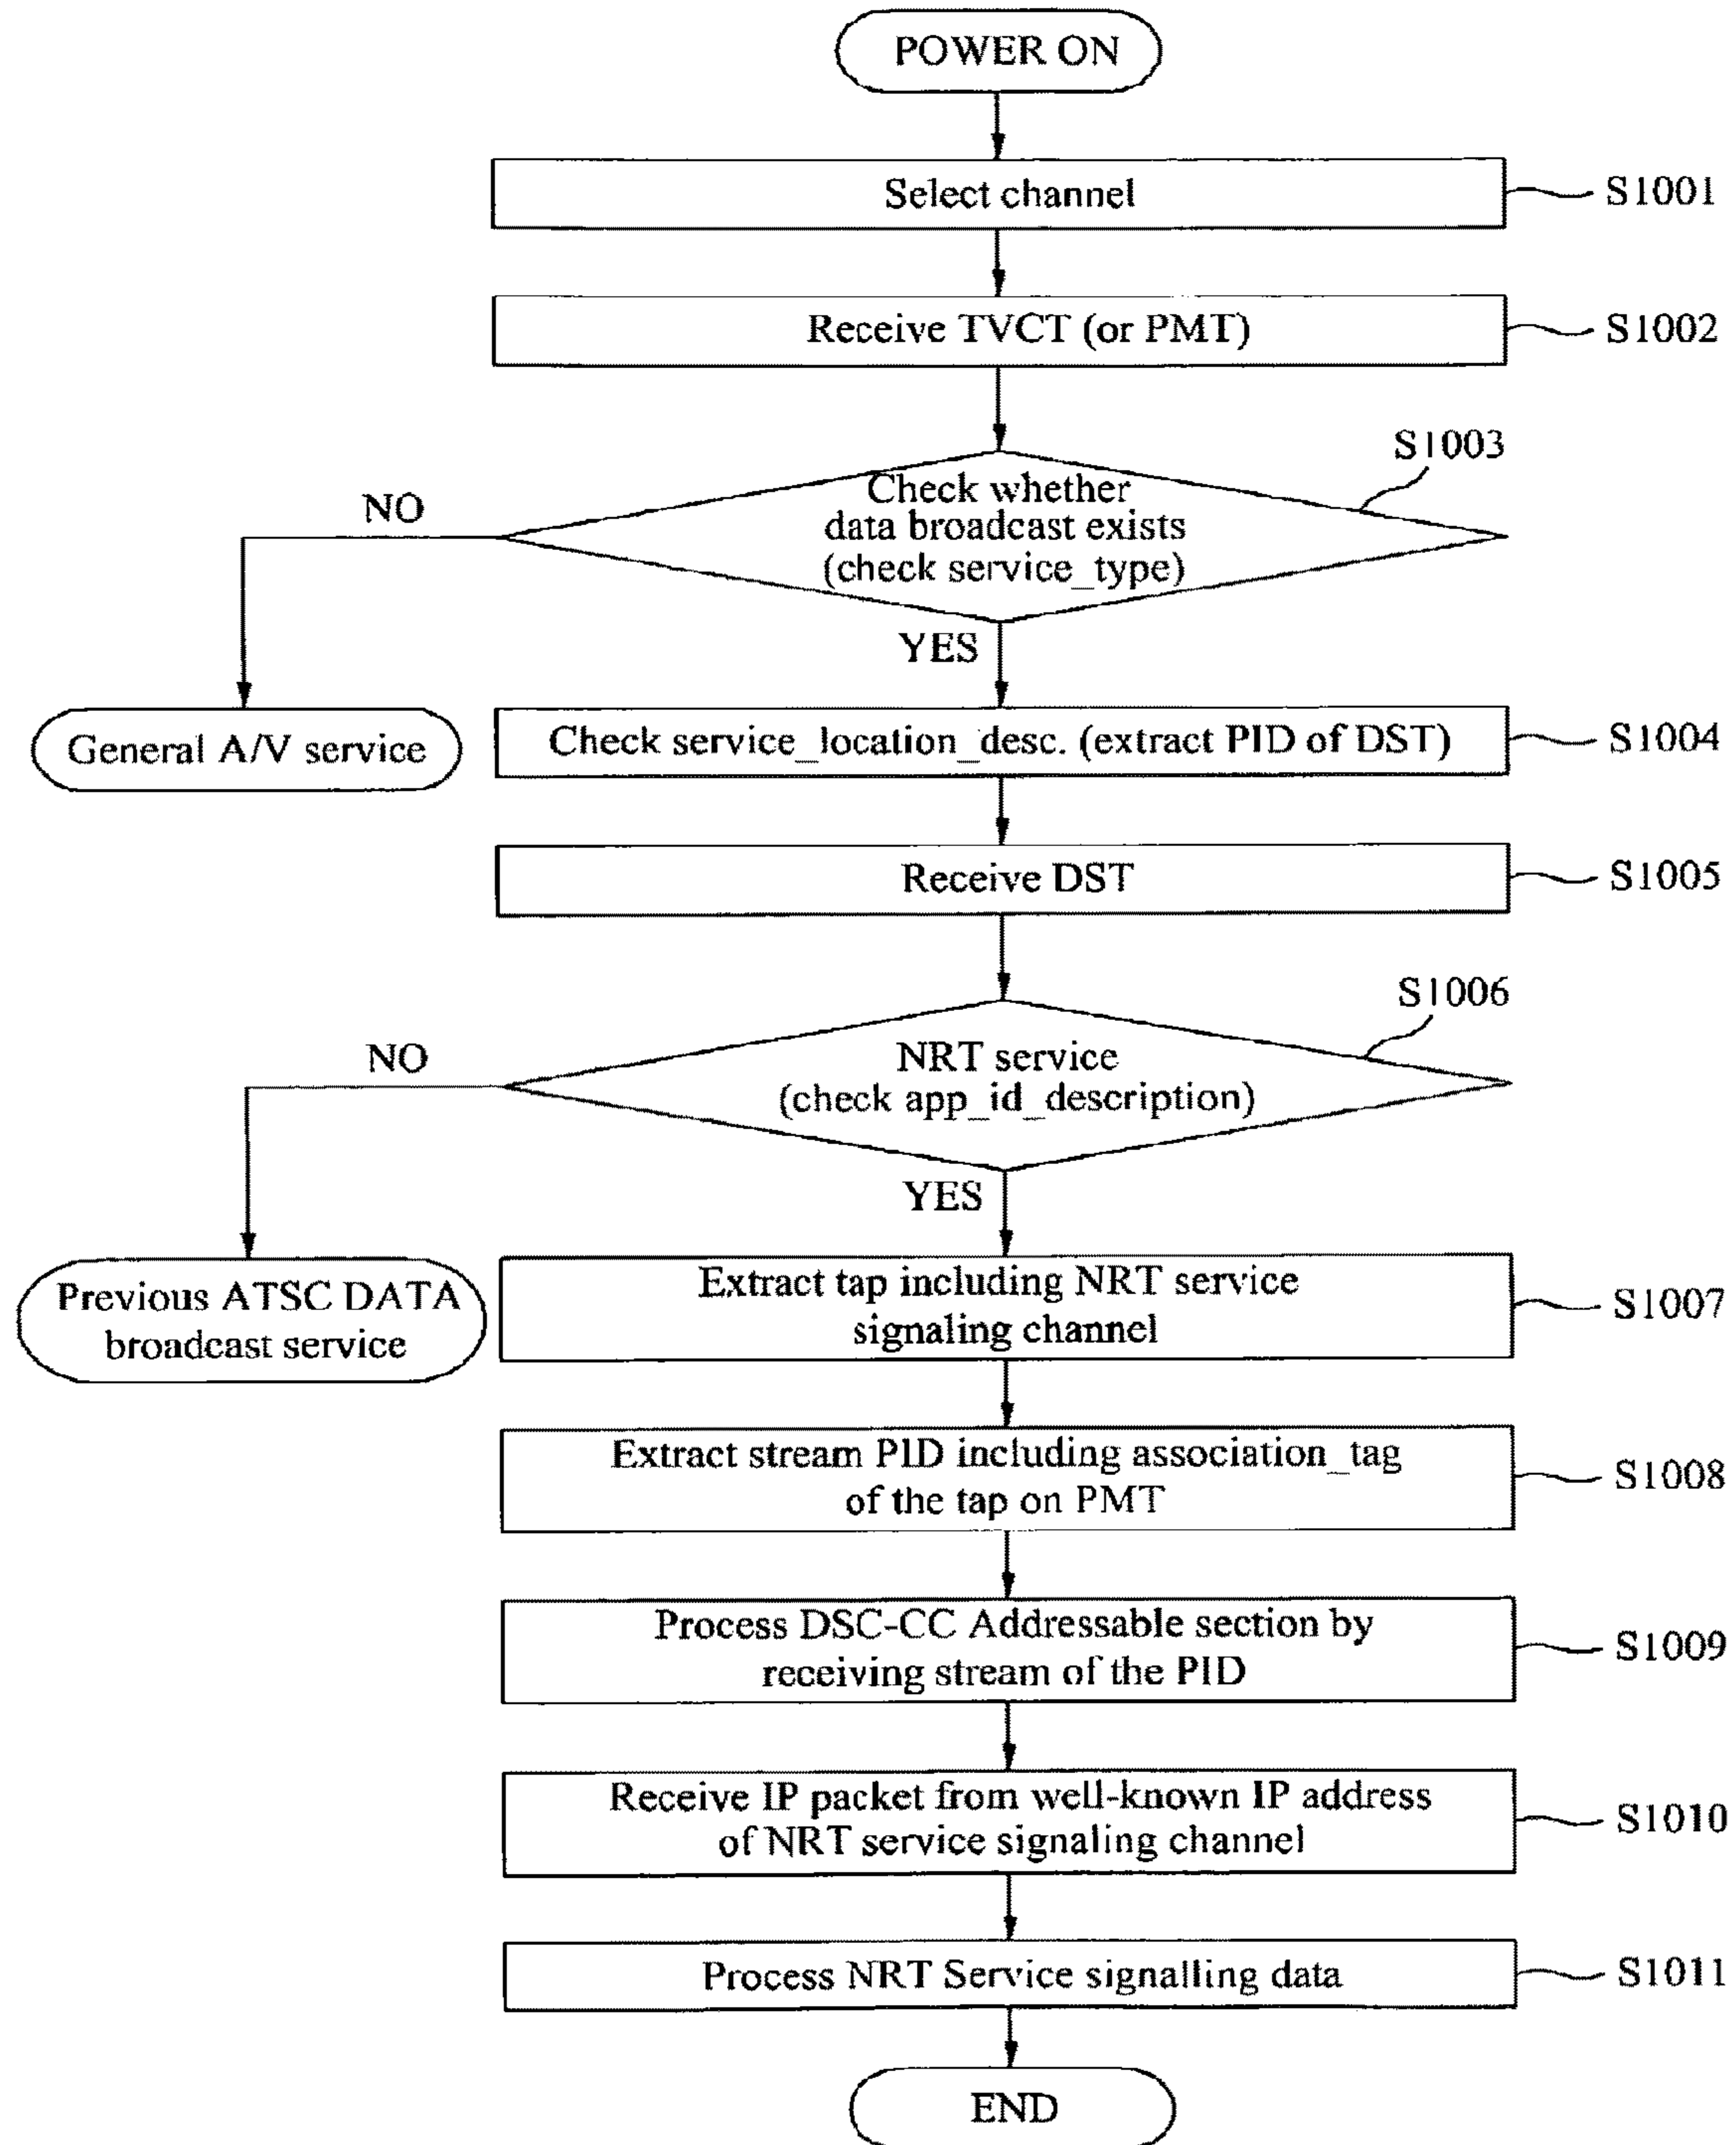 POWER ON
Select channel
S1001
Receive TVCT (or PMT)
S1002
S1003
Check whether
data broadcast exists
(check service_type)
NO
YES
General A/V service
Check service_location_desc. (extract PID of DST)
S1004
Receive DST
S1005
S1006
NRT service
(check app_id_description)
NO
YES
Previous ATSC DATA
broadcast service
Extract tap including NRT service
signaling channel
S1007
Extract stream PID including association_tag
of the tap on PMT
S1008
Process DSC-CC Addressable section by
receiving stream of the PID
S1009
Receive IP packet from well-known IP address
of NRT service signaling channel
S1010
Process NRT Service signalling data
S1011
END